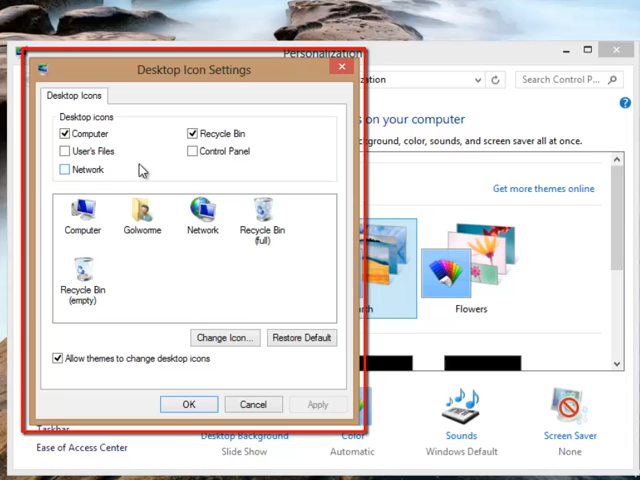 Personalization
Desktop Icon Settings
Search Control P...
Desktop Icons
Desktop icons
Computer
Recycle Bin
User's Files
Control Panel
Network
Computer
Golworme
Network
Recycle Bin
(full)
Recycle Bin
(empty)
Change Icon...
Restore Default
Allow themes to change desktop icons
OK
Cancel
Apply
zation
on your computer
kground, color, sounds, and screen saver all at once.
Get more themes online
rth
Flowers
Taskbar
Ease of Access Center
Desktop Background
Slide Show
Color
Automatic
Sounds
Windows Default
Screen Saver
None